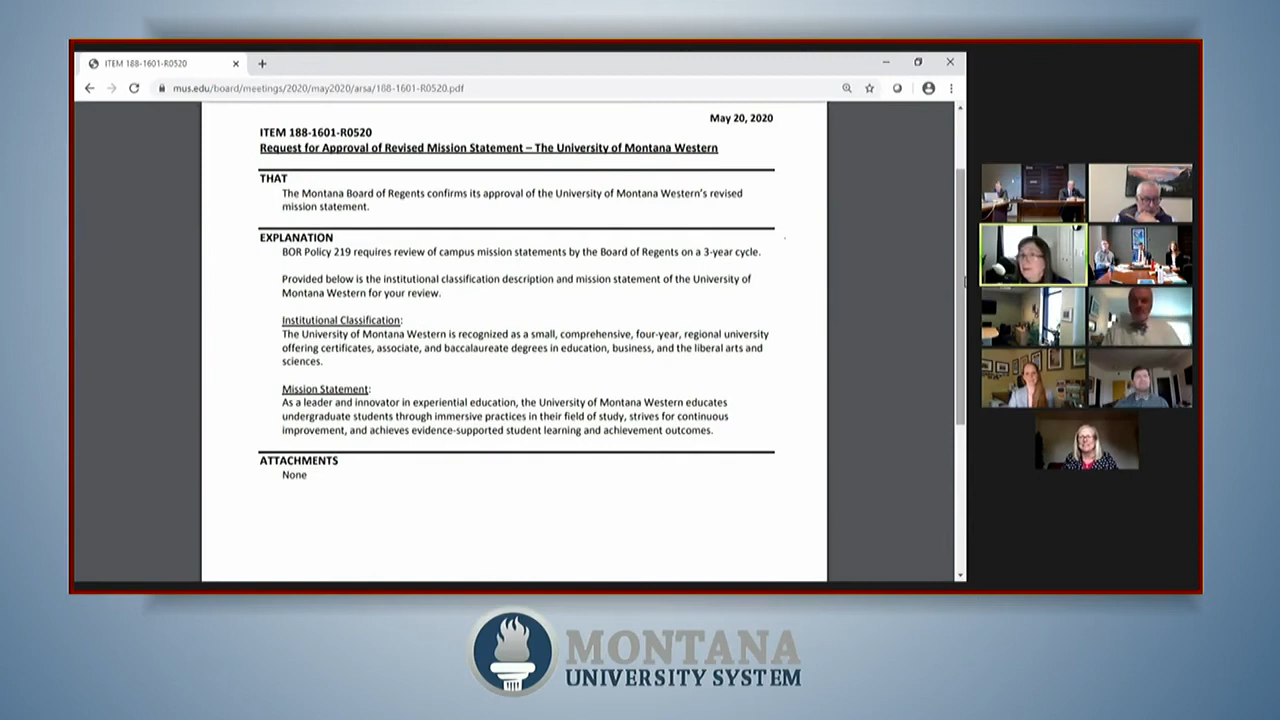 ITEM 188-1601-R0520
mus.edu/board/meetings/2020/may2020/arsa/188-1601-R0520.pdf
May 20, 2020
ITEM 188-1601-R0520
Request for Approval of Revised Mission Statement – The University of Montana Western
THAT
The Montana Board of Regents confirms its approval of the University of Montana Western's revised
mission statement.
EXPLANATION
BOR Policy 219 requires review of campus mission statements by the Board of Regents on a 3-year cycle.
Provided below is the institutional classification description and mission statement of the University of
Montana Western for your review.
Institutional Classification:
The University of Montana Western is recognized as a small, comprehensive, four-year, regional university
offering certificates, associate, and baccalaureate degrees in education, business, and the liberal arts and
sciences.
Mission Statement:
As a leader and innovator in experiential education, the University of Montana Western educates
undergraduate students through immersive practices in their field of study, strives for continuous
improvement, and achieves evidence-supported student learning and achievement outcomes.
ATTACHMENTS
None
MONTANA
UNIVERSITY SYSTEM